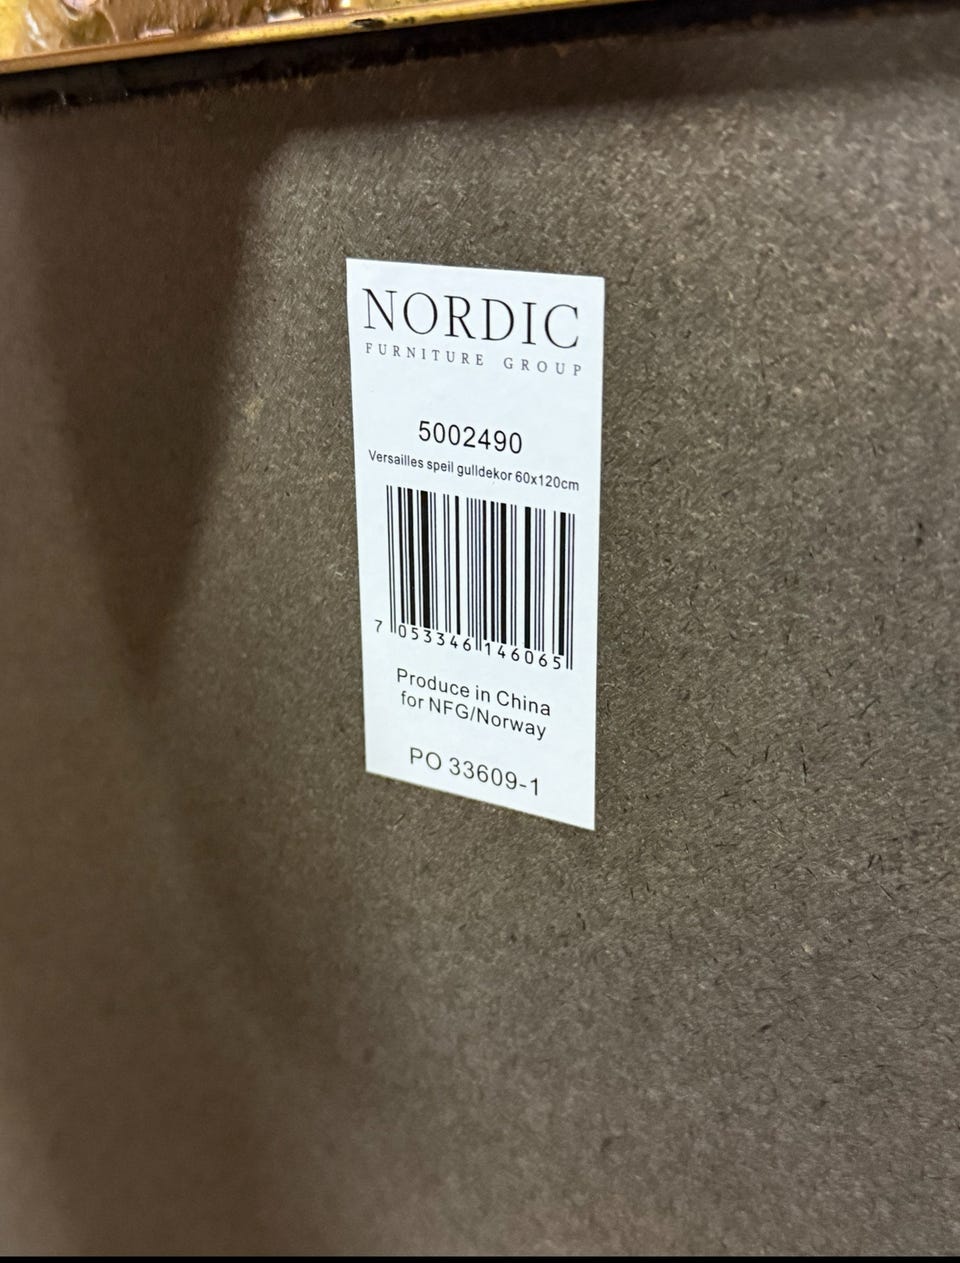 NORDIC
FURNITURE GROUP
5002490
Versailles speil gulldekor 60x120cm
7 053346 146065
Produce in China
for NFG/Norway
PO 33609-1